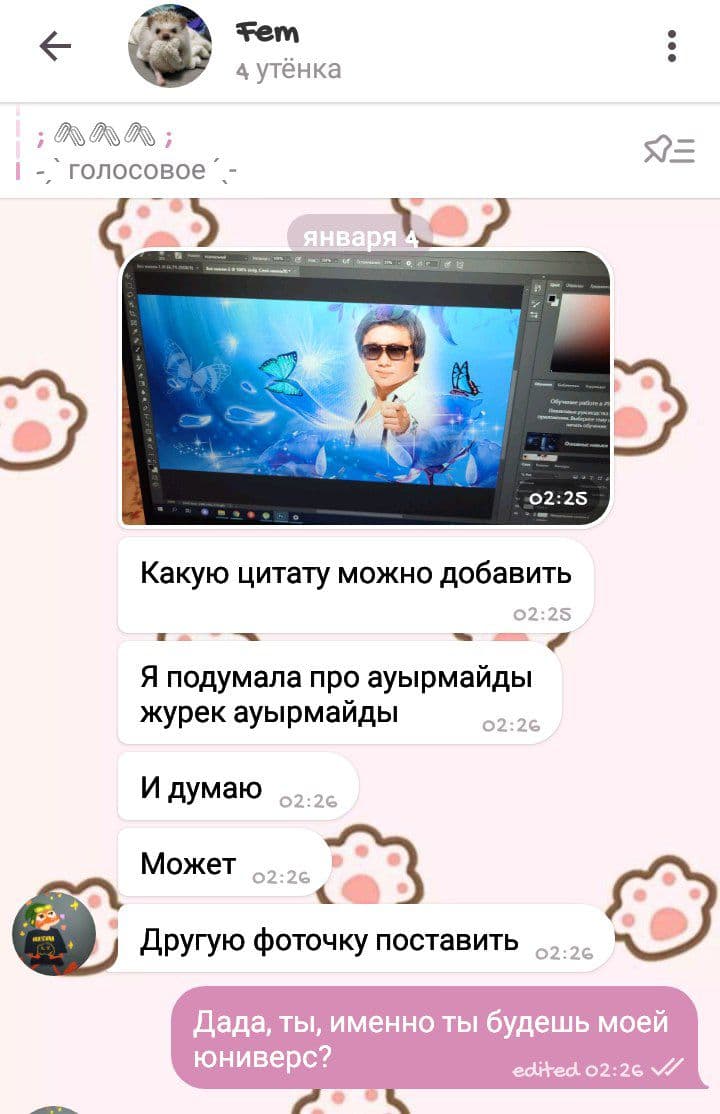 Fem
4 утёнка
; ;
-ˏˋ голосовое ˊˎ-
января 4
02:25
Какую цитату можно добавить
02:25
Я подумала про ауырмайды
журек ауырмайды
02:26
И думаю
02:26
Может
02:26
Другую фоточку поставить
02:26
Дада, ты, именно ты будешь моей
юниверс?
edited 02:26